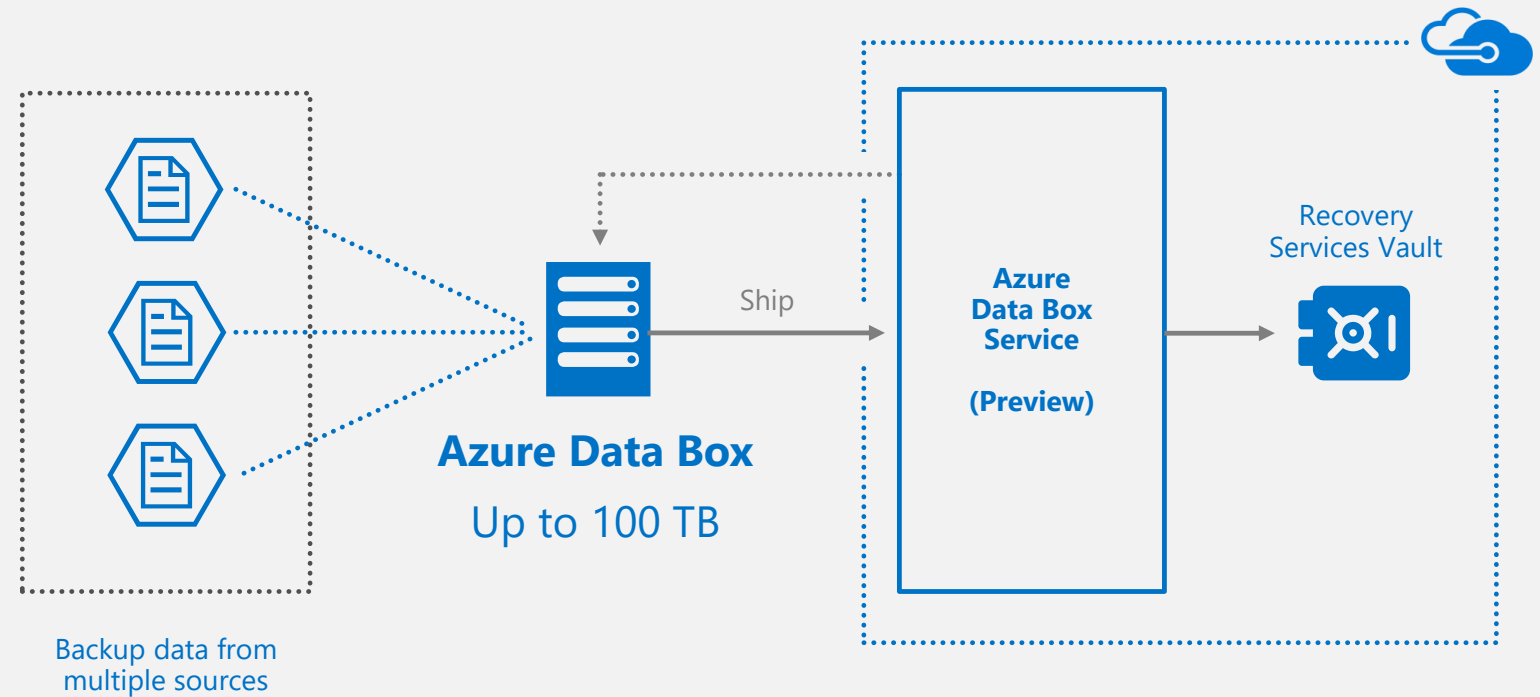 Backup data from
multiple sources
Azure Data Box
Up to 100 TB
Ship
Azure
Data Box
Service
(Preview)
Recovery
Services Vault